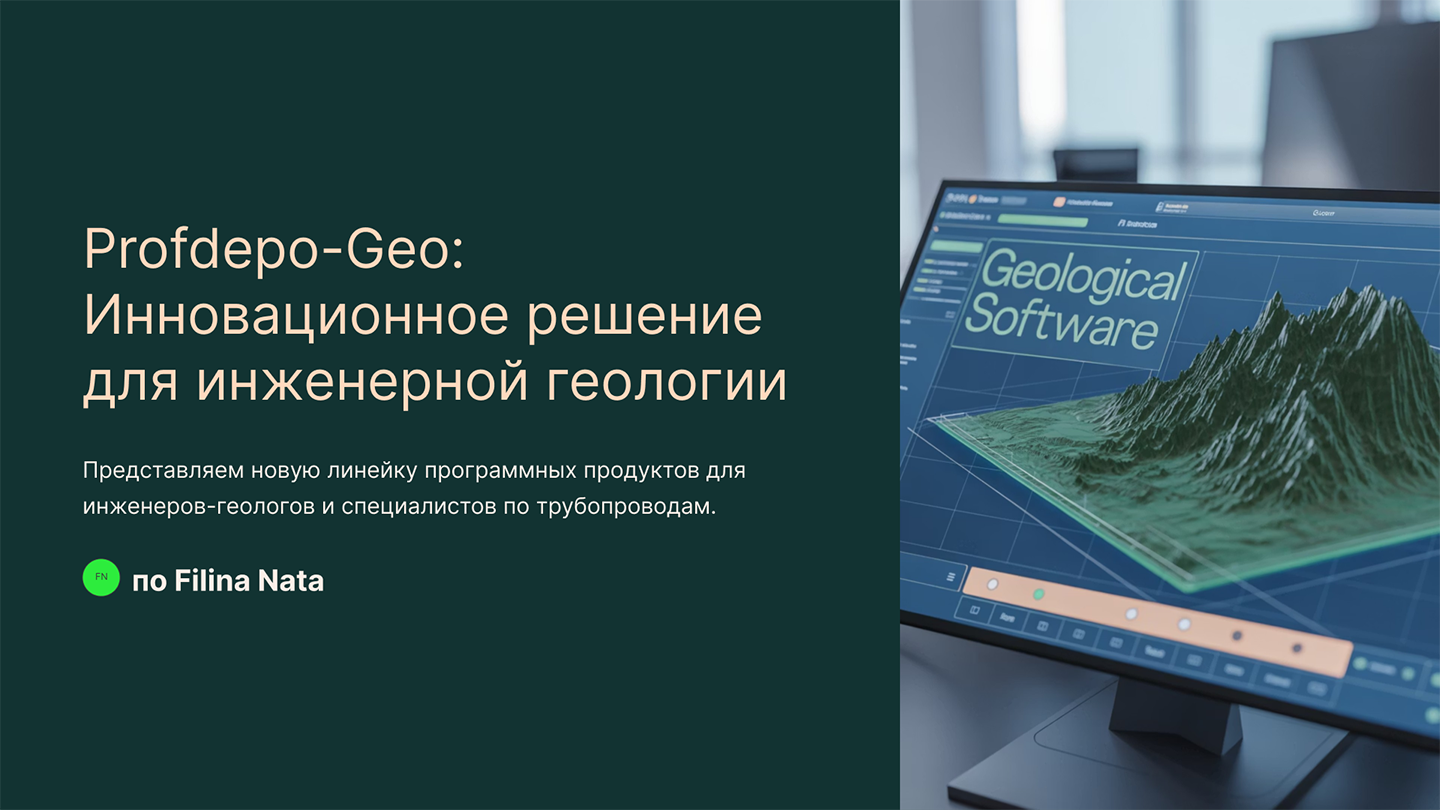 Profdepo-Geo:
Инновационное решение
для инженерной геологии
Представляем новую линейку программных продуктов для
инженеров-геологов и специалистов по трубопроводам.
FN
по Filina Nata
Geological
Software